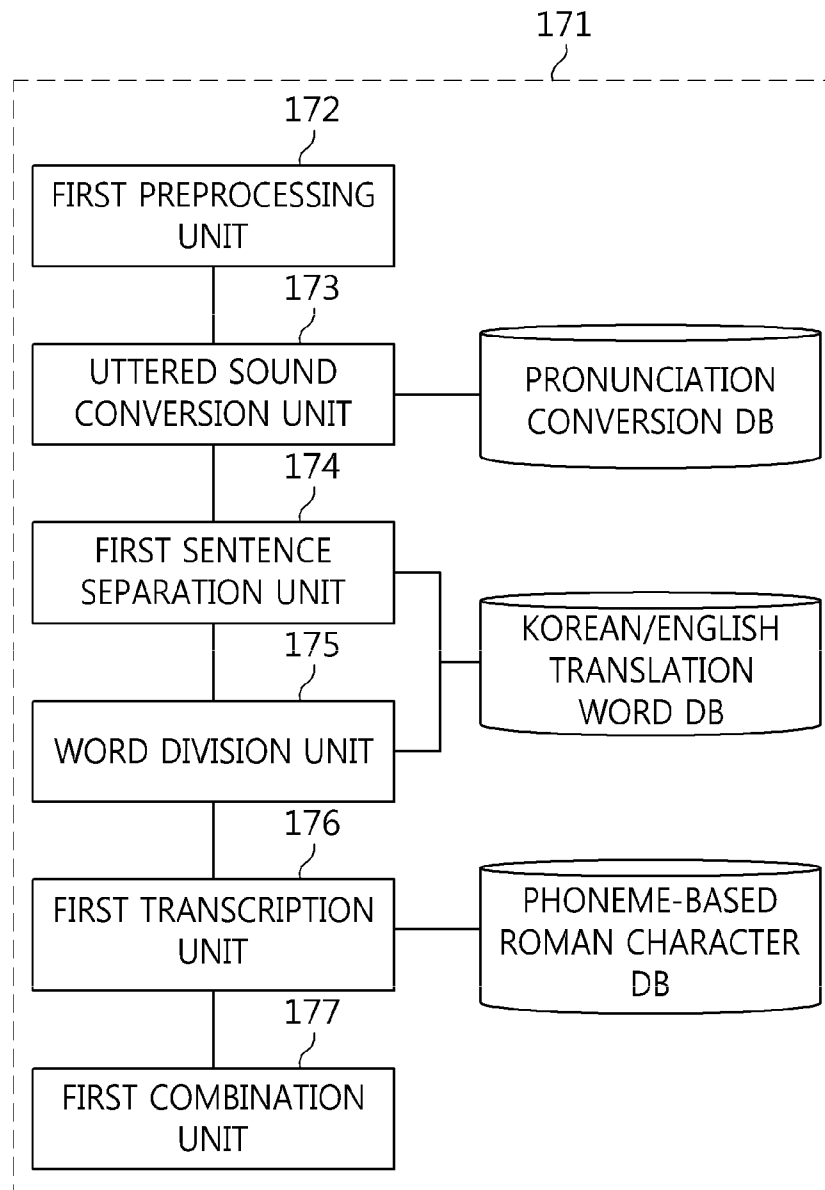 171
172
FIRST PREPROCESSING
UNIT
173
UTTERED SOUND
CONVERSION UNIT
PRONUNCIATION
CONVERSION DB
174
FIRST SENTENCE
SEPARATION UNIT
KOREAN/ENGLISH
TRANSLATION
WORD DB
175
WORD DIVISION UNIT
176
FIRST TRANSCRIPTION
UNIT
PHONEME-BASED
ROMAN CHARACTER
DB
177
FIRST COMBINATION
UNIT